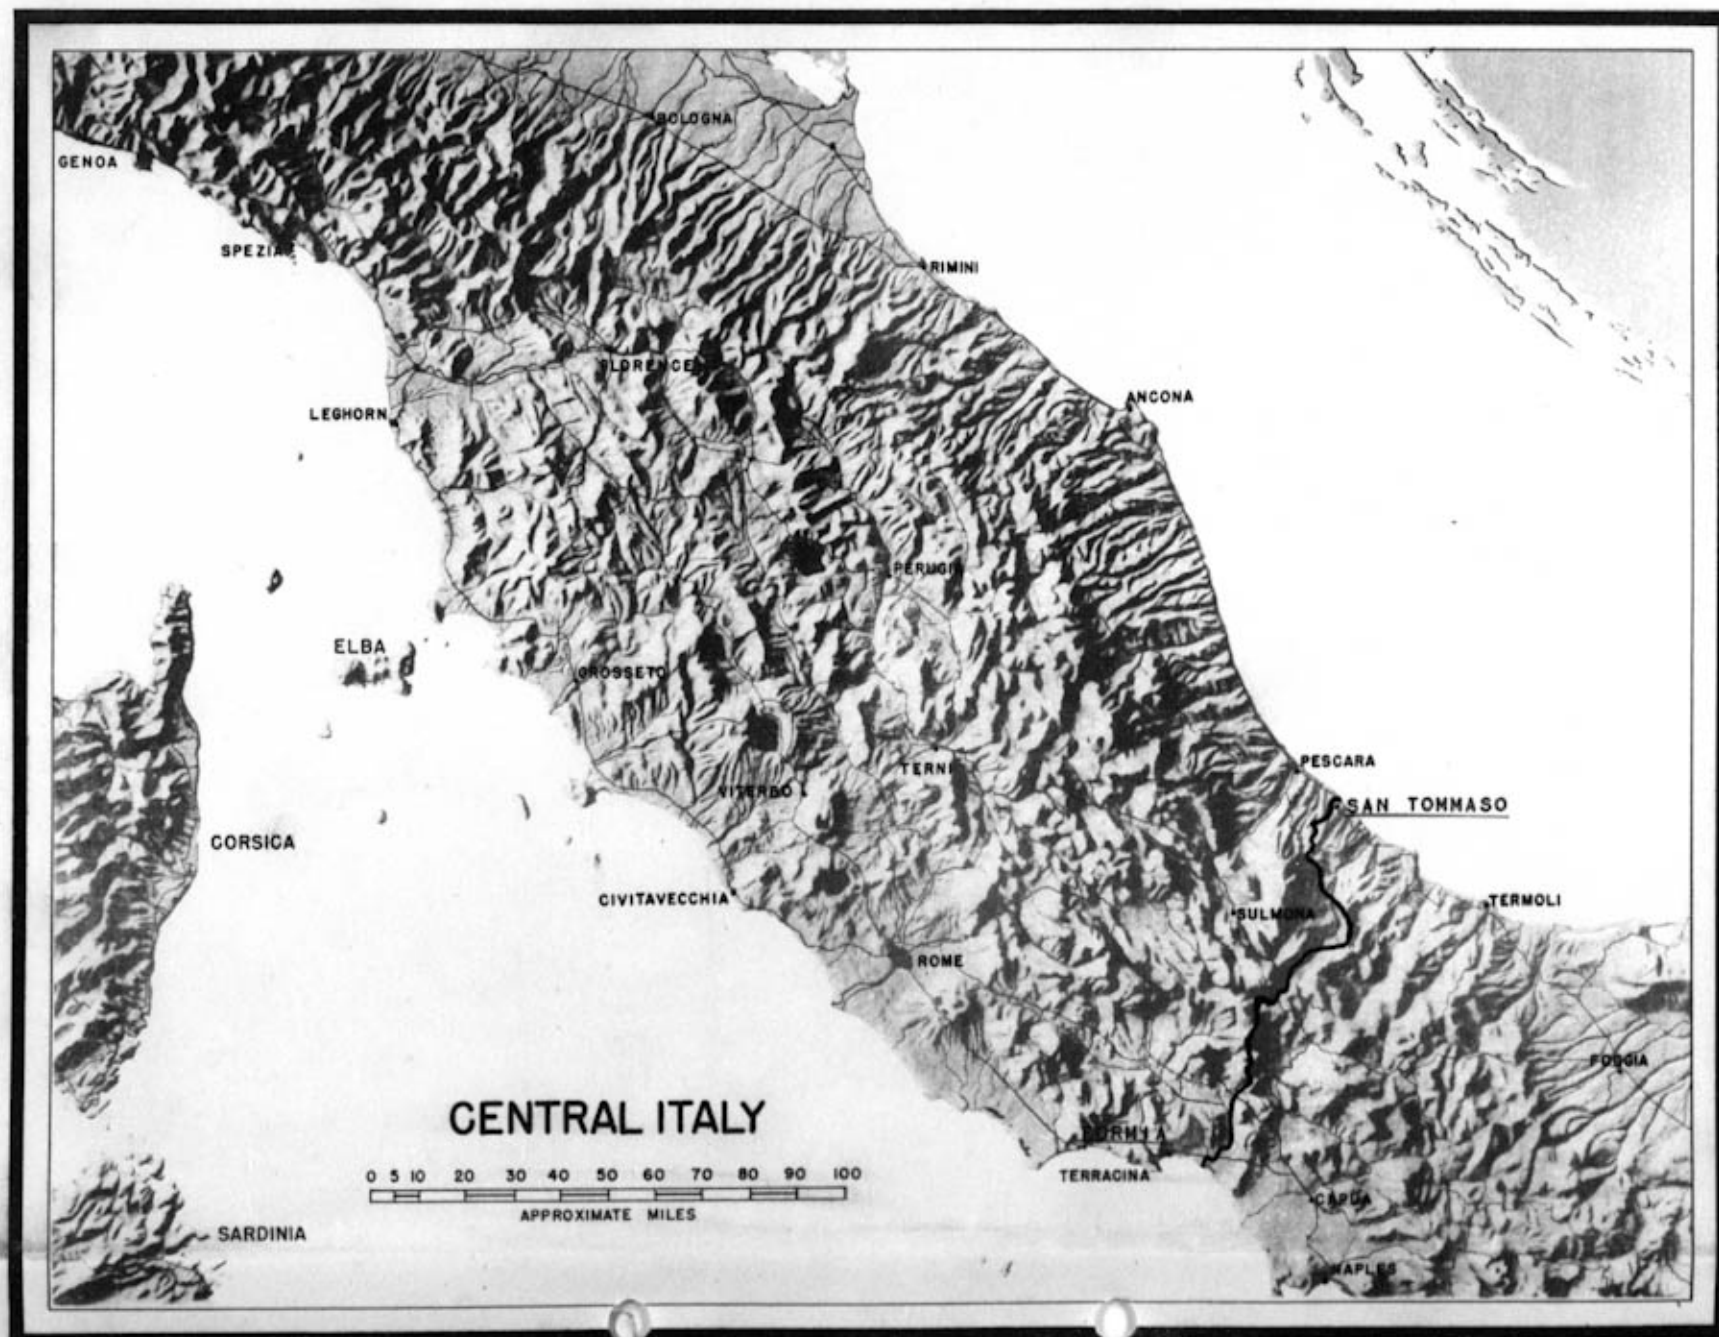 BOLOGNA
GENOA
SPEZIA
RIMINI
FLORENCE
ANCONA
LEGHORN
PERUGIA
ELBA
GROSSETO
PESCARA
TERNI
VITERBO
SAN TOMMASO
CORSICA
CIVITAVECCHIA
TERMOLI
SULMONA
ROME
FOGGIA
CENTRAL ITALY
FORMIA
0 5 10 20 30 40 50 60 70 80 90 100
TERRACINA
CAPUA
APPROXIMATE MILES
SARDINIA
NAPLES